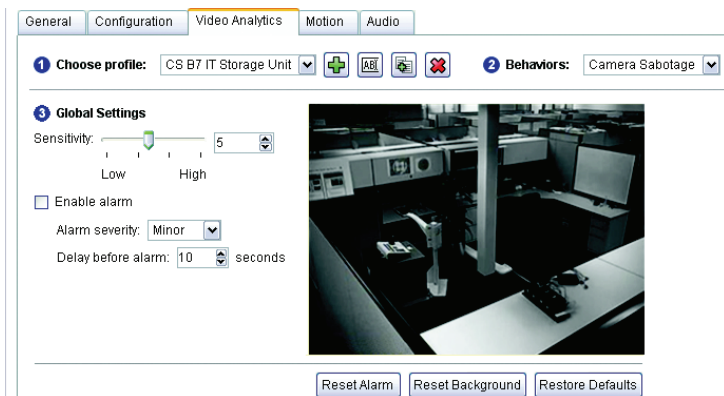 General Configuration Video Analytics Motion Audio
1 Choose profile: CS B7 IT Storage Unit ABI 2 Behaviors: Camera Sabotage
3 Global Settings
Sensitivity: 5
Low High
Enable alarm
Alarm severity: Minor
Delay before alarm: 10 seconds
Reset Alarm Reset Background Restore Defaults